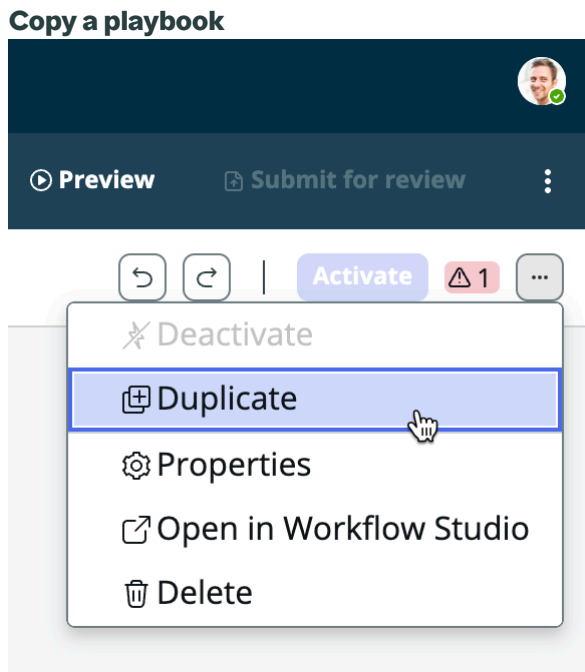 Copy a playbook
Preview Submit for review
Activate 1 ...
Deactivate
Duplicate
Properties
Open in Workflow Studio
Delete